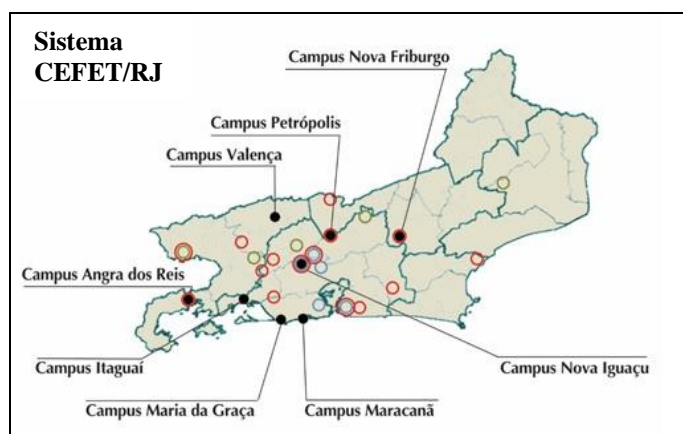 Sistema
CEFET/RJ
Campus Nova Friburgo
Campus Petrópolis
Campus Valença
Campus Angra dos Reis
Campus Itaguaí
Campus Nova Iguaçu
Campus Maria da Graça
Campus Maracanã